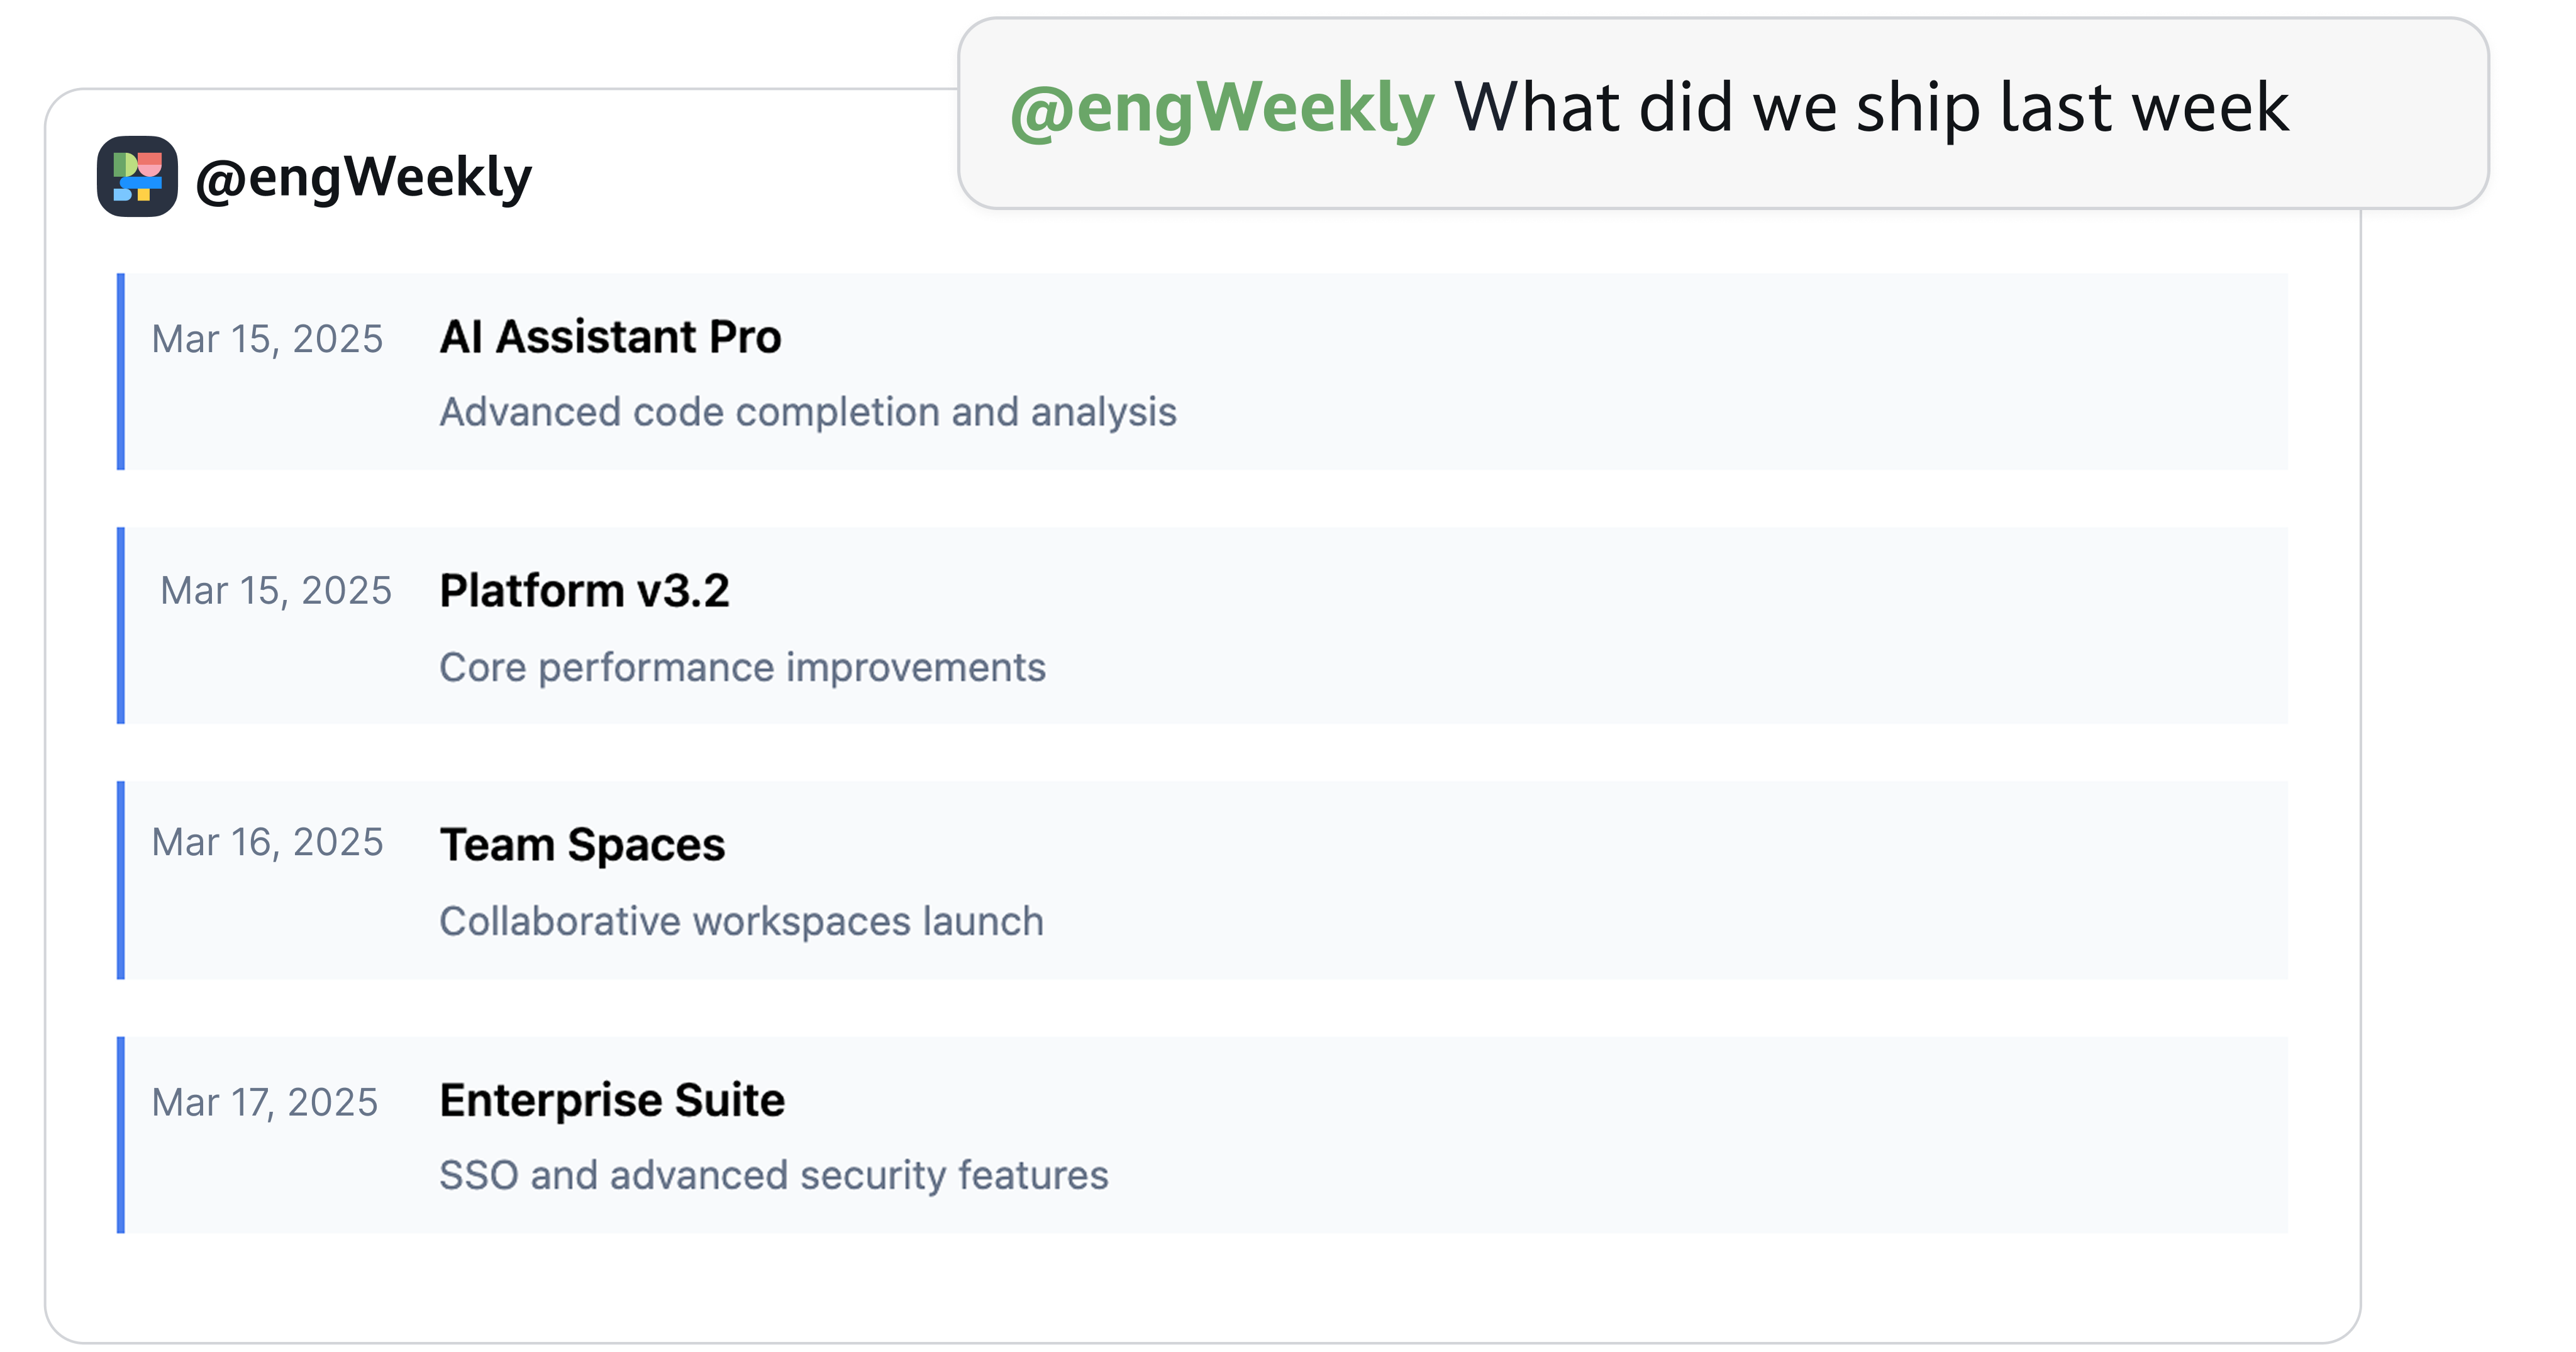 @engWeekly What did we ship last week
@engWeekly
Mar 15, 2025 AI Assistant Pro
Advanced code completion and analysis
Mar 15, 2025 Platform v3.2
Core performance improvements
Mar 16, 2025 Team Spaces
Collaborative workspaces launch
Mar 17, 2025 Enterprise Suite
SSO and advanced security features